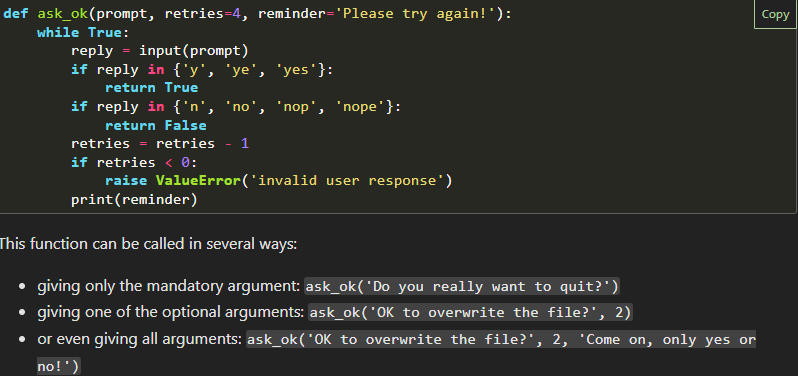 def ask_ok(prompt, retries=4, reminder='Please try again!'):
Copy
    while True:
        reply = input(prompt)
        if reply in {'y', 'ye', 'yes'}:
            return True
        if reply in {'n', 'no', 'nop', 'nope'}:
            return False
        retries = retries - 1
        if retries < 0:
            raise ValueError('invalid user response')
        print(reminder)
This function can be called in several ways:
• giving only the mandatory argument: ask_ok('Do you really want to quit?')
• giving one of the optional arguments: ask_ok('OK to overwrite the file?', 2)
• or even giving all arguments: ask_ok('OK to overwrite the file?', 2, 'Come on, only yes or
no!')